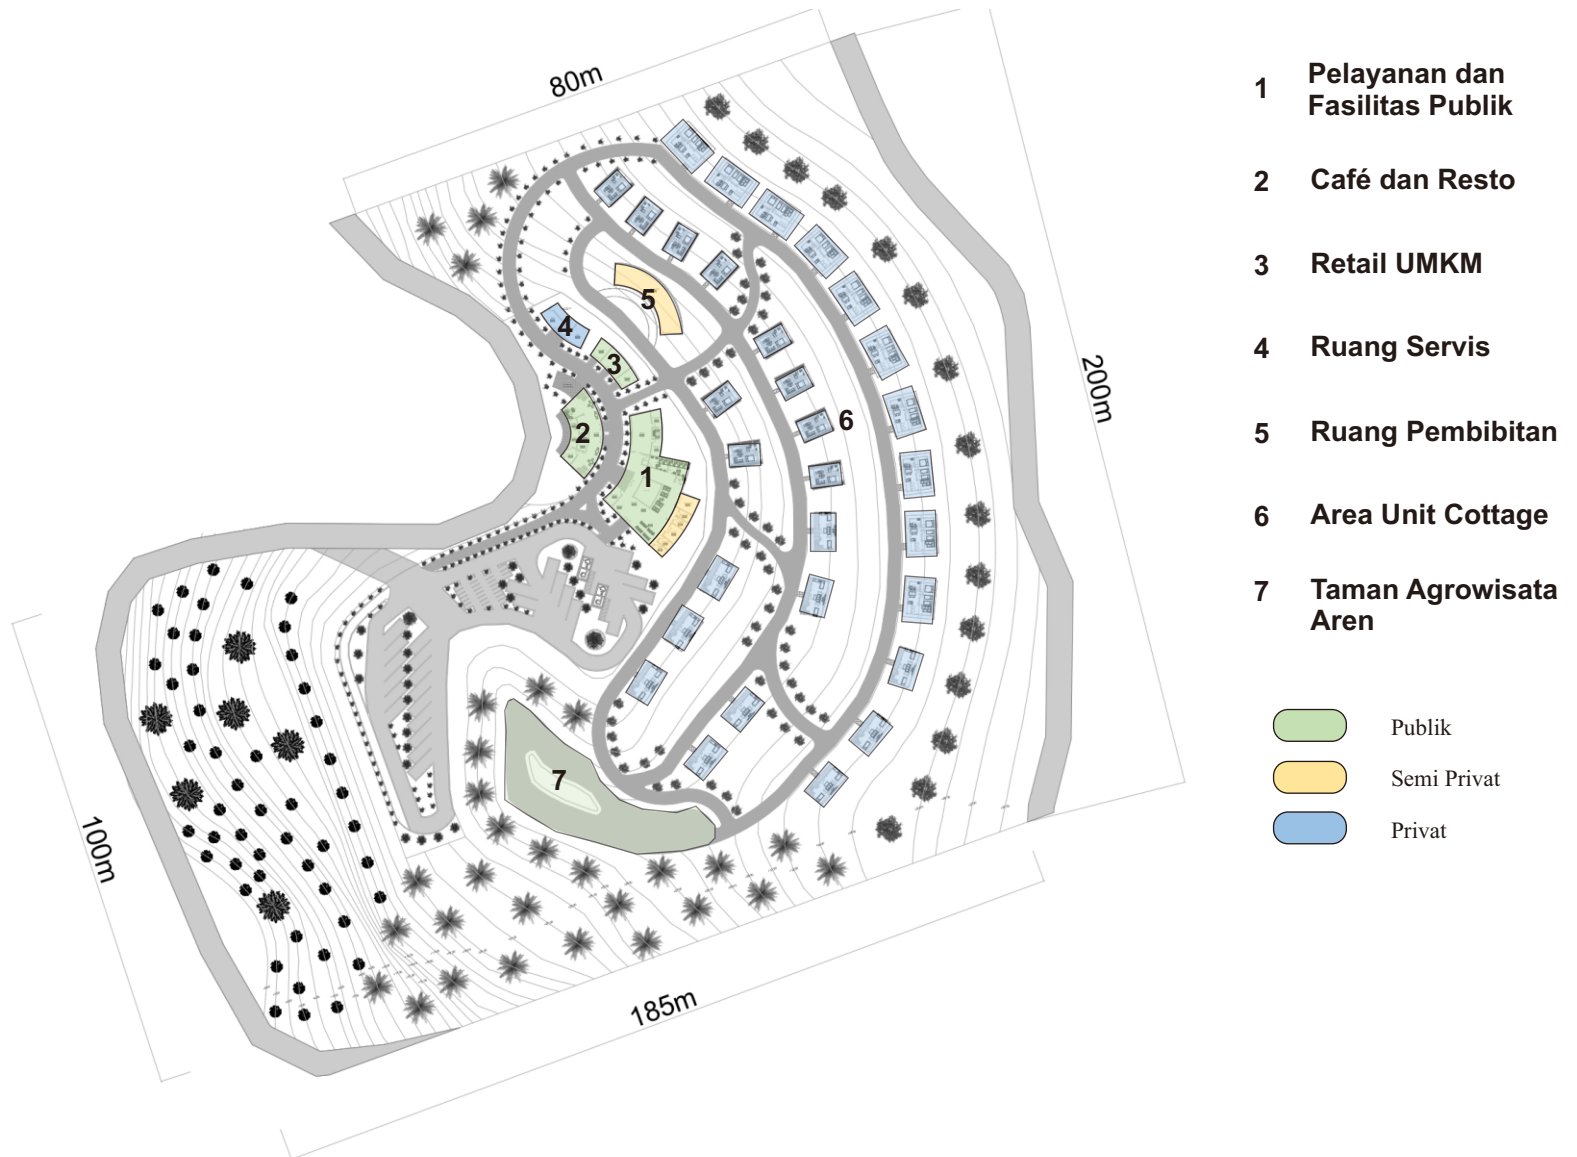 80m
200m
100m
185m
5
4
3
2
1
6
7
1 Pelayanan dan
Fasilitas Publik
2 Café dan Resto
3 Retail UMKM
4 Ruang Servis
5 Ruang Pembibitan
6 Area Unit Cottage
7 Taman Agrowisata
Aren
Publik
Semi Privat
Privat